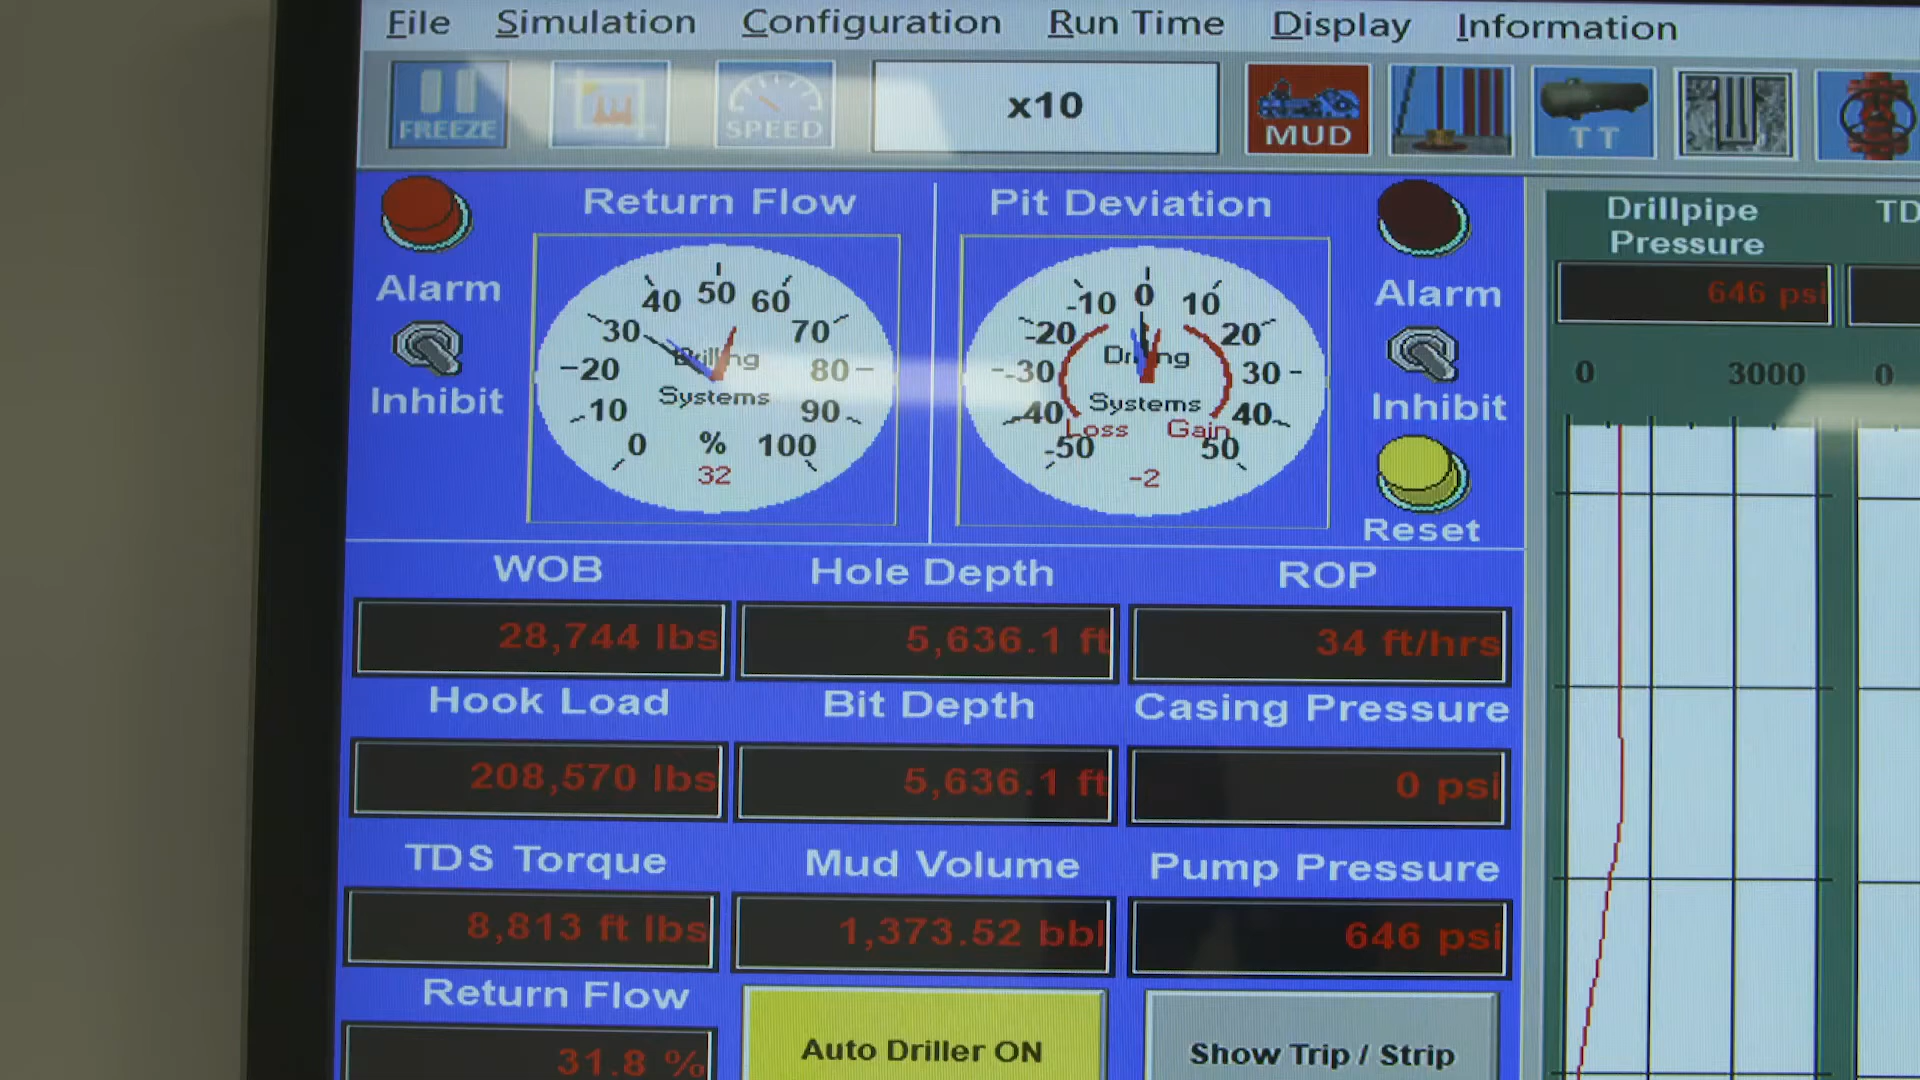 File Simulation Configuration Run Time Display Information
FREEZE SPEED x10 MUD TT
Return Flow Pit Deviation
Drillpipe
Pressure
TD
646 psi
0 3000 0
Alarm
Inhibit
40 50 60
30 70
20 80
10 90
0 % 100
Drilling
Systems
32
-10 0 10
-20 20
-30 30
-40 40
-50 50
Drilling
Systems
Loss Gain
-2
Alarm
Inhibit
Reset
WOB Hole Depth ROP
28,744 lbs 5,636.1 ft 34 ft/hrs
Hook Load Bit Depth Casing Pressure
208,570 lbs 5,636.1 ft 0 psi
TDS Torque Mud Volume Pump Pressure
8,813 ft lbs 1,373.52 bbl 646 psi
Return Flow
31.8 %
Auto Driller ON
Show Trip / Strip